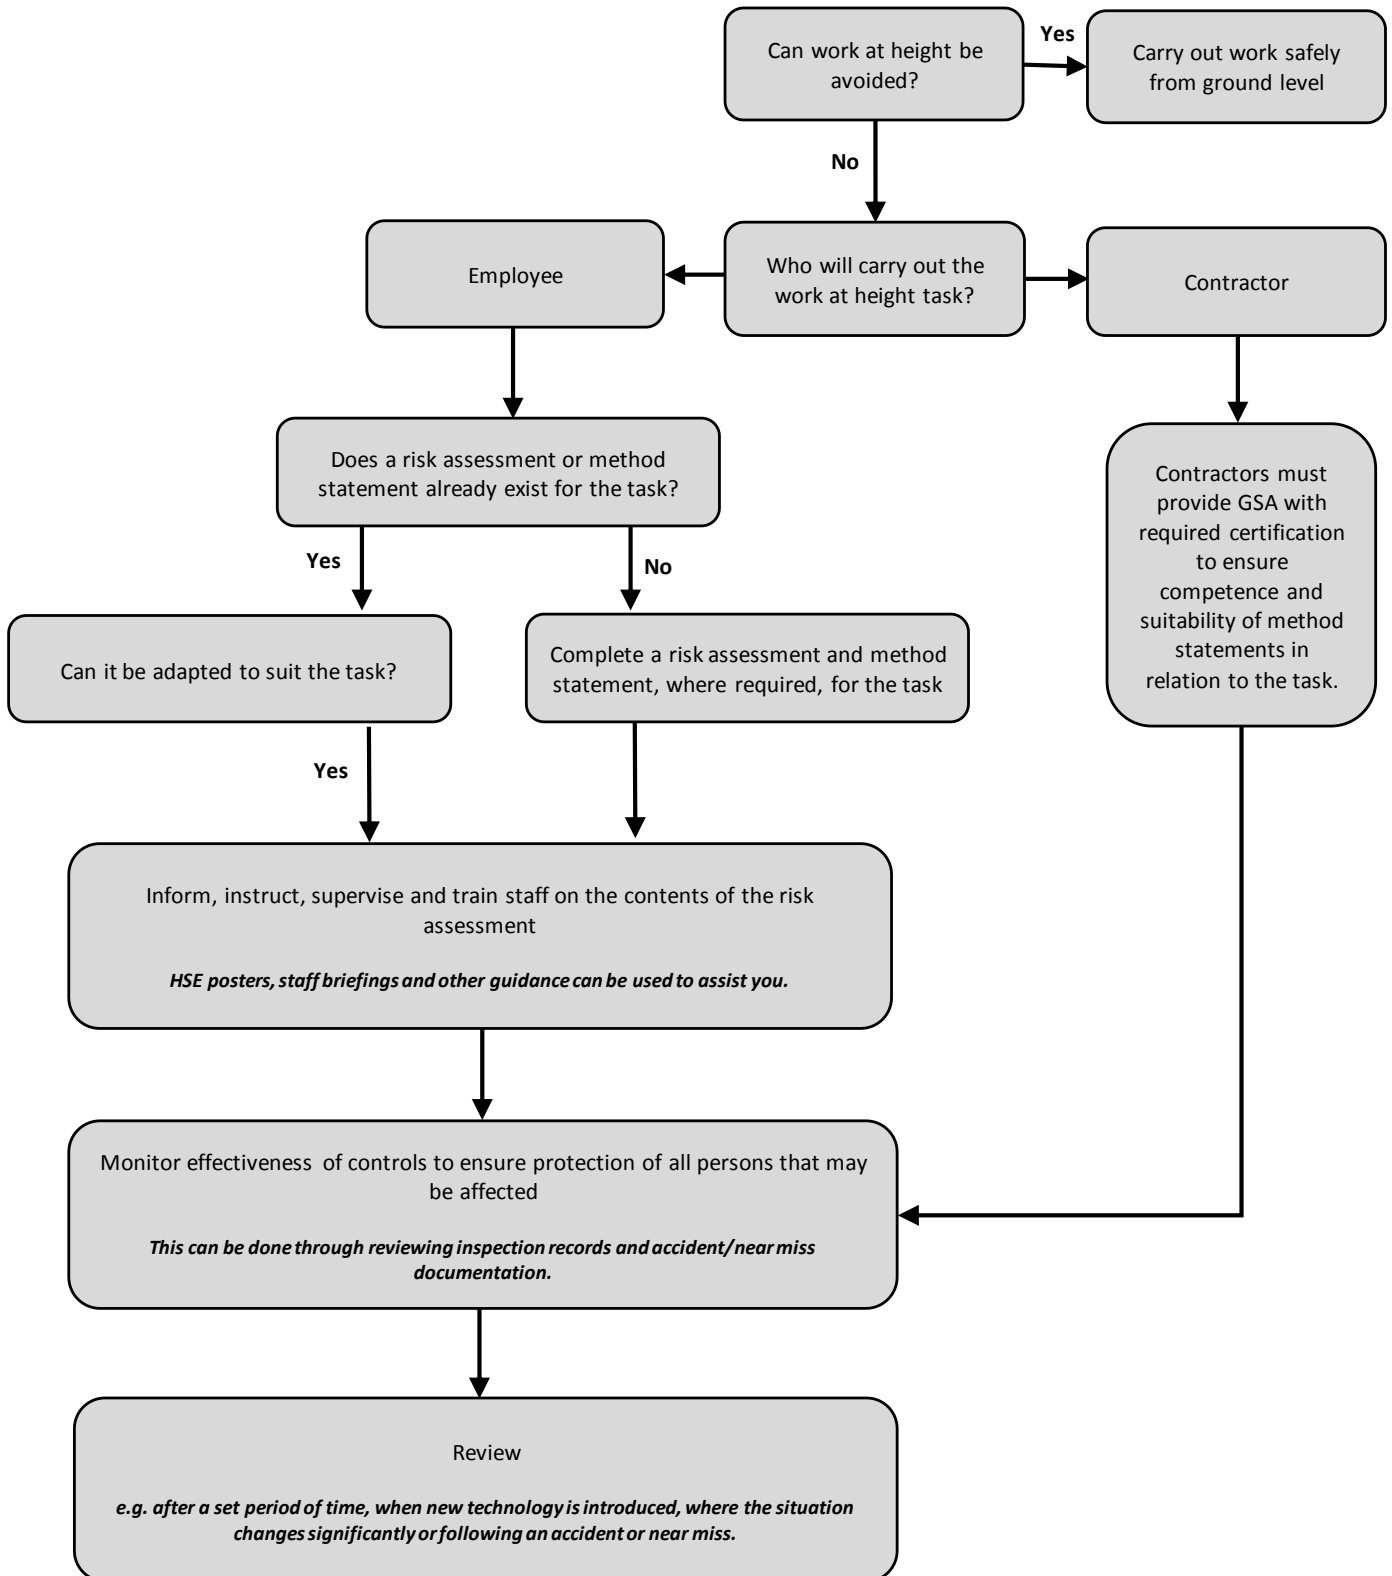 Can work at height be
avoided?
Yes
Carry out work safely
from ground level
No
Employee
Who will carry out the
work at height task?
Contractor
Does a risk assessment or method
statement already exist for the task?
Contractors must
provide GSA with
required certification
to ensure
competence and
suitability of method
statements in
relation to the task.
Yes
No
Can it be adapted to suit the task?
Complete a risk assessment and method
statement, where required, for the task
Yes
Inform, instruct, supervise and train staff on the contents of the risk
assessment
HSE posters, staff briefings and other guidance can be used to assist you.
Monitor effectiveness of controls to ensure protection of all persons that may
be affected
This can be done through reviewing inspection records and accident/near miss
documentation.
Review
e.g. after a set period of time, when new technology is introduced, where the situation
changes significantly or following an accident or near miss.